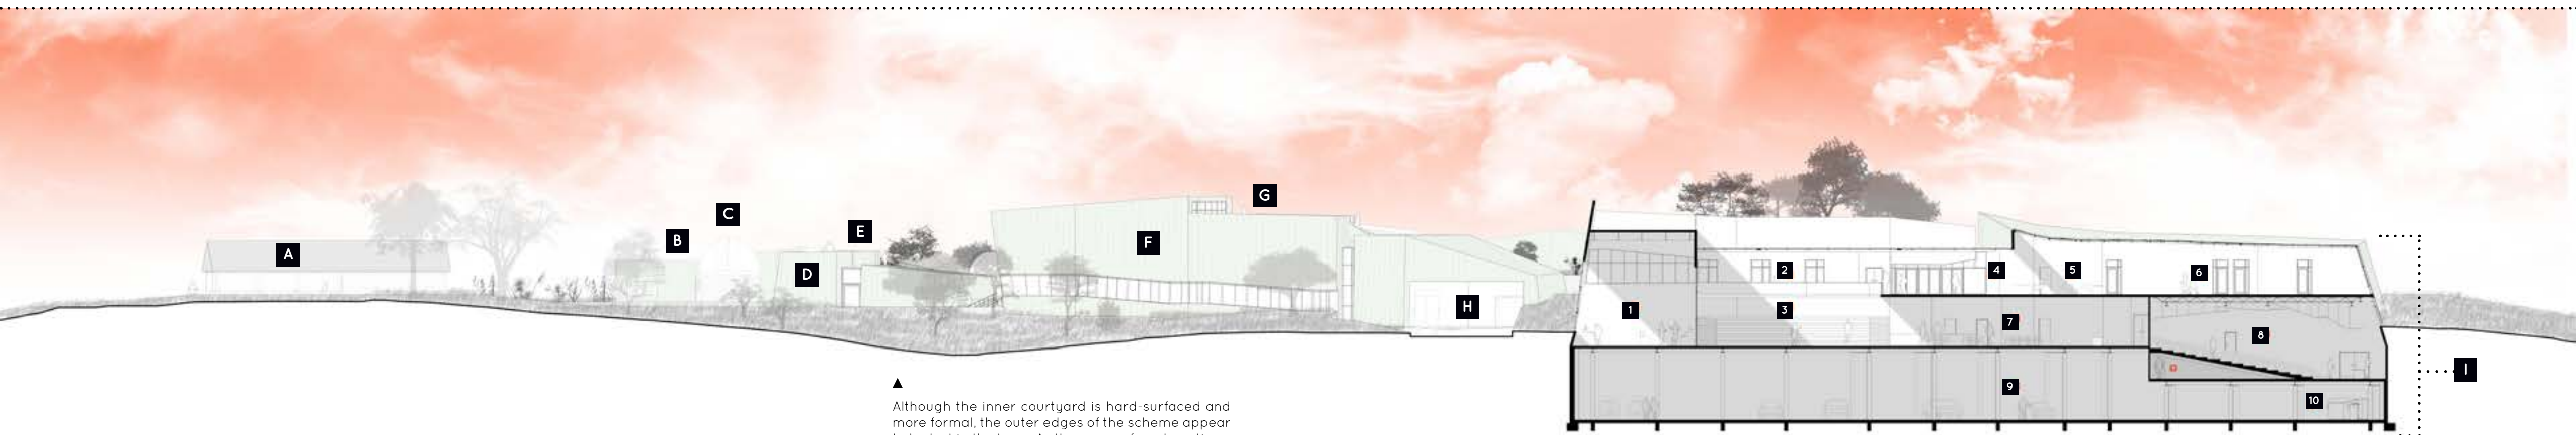 G
C
E
B
F
A
D
2
4
5
6
H
1
3
7
8
I
9
10
Although the inner courtyard is hard-surfaced and
more formal, the outer edges of the scheme appear